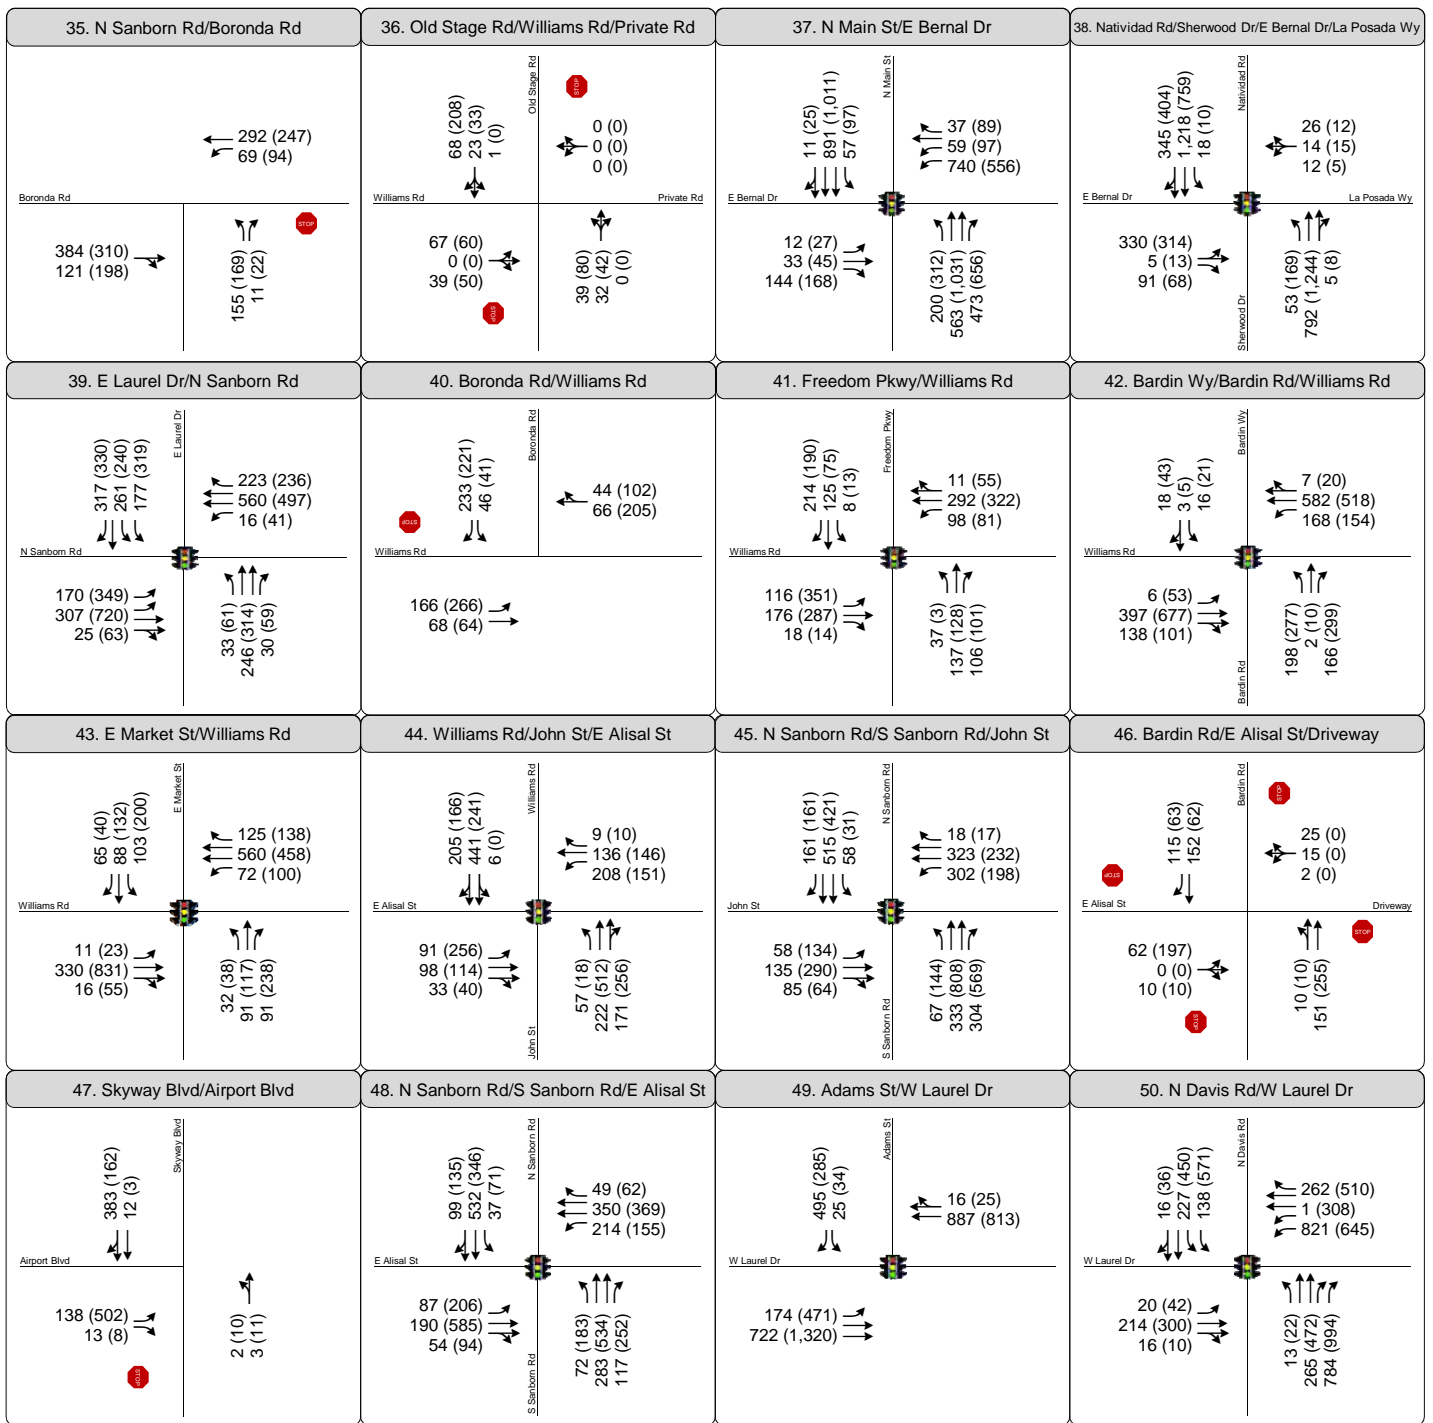 35. N Sanborn Rd/Boronda Rd
292 (247)
69 (94)
Boronda Rd
STOP
384 (310)
121 (198)
155 (169)
11 (22)
36. Old Stage Rd/Williams Rd/Private Rd
Old Stage Rd
STOP
68 (208)
23 (33)
1 (0)
0 (0)
0 (0)
0 (0)
Williams Rd
Private Rd
67 (60)
0 (0)
39 (50)
STOP
39 (80)
32 (42)
0 (0)
37. N Main St/E Bernal Dr
N Main St
11 (25)
891 (1,011)
57 (97)
37 (89)
59 (97)
740 (556)
E Bernal Dr
12 (27)
33 (45)
144 (168)
200 (312)
563 (1,031)
473 (656)
38. Natividad Rd/Sherwood Dr/E Bernal Dr/La Posada Wy
Natividad Rd
345 (404)
1,218 (759)
18 (10)
26 (12)
14 (15)
12 (5)
E Bernal Dr
La Posada Wy
330 (314)
5 (13)
91 (68)
Sherwood Dr
53 (169)
792 (1,244)
5 (8)
39. E Laurel Dr/N Sanborn Rd
E Laurel Dr
317 (330)
261 (240)
177 (319)
223 (236)
560 (497)
16 (41)
N Sanborn Rd
170 (349)
307 (720)
25 (63)
33 (61)
246 (314)
30 (59)
40. Boronda Rd/Williams Rd
Boronda Rd
233 (221)
46 (41)
44 (102)
66 (205)
STOP
Williams Rd
166 (266)
68 (64)
41. Freedom Pkwy/Williams Rd
Freedom Pkwy
214 (190)
125 (75)
8 (13)
11 (55)
292 (322)
98 (81)
Williams Rd
116 (351)
176 (287)
18 (14)
37 (3)
137 (128)
106 (101)
42. Bardin Wy/Bardin Rd/Williams Rd
Bardin Wy
18 (43)
3 (5)
16 (21)
7 (20)
582 (518)
168 (154)
Williams Rd
6 (53)
397 (677)
138 (101)
Bardin Rd
198 (277)
2 (10)
166 (299)
43. E Market St/Williams Rd
E Market St
65 (40)
88 (132)
103 (200)
125 (138)
560 (458)
72 (100)
Williams Rd
11 (23)
330 (831)
16 (55)
32 (38)
91 (117)
91 (238)
44. Williams Rd/John St/E Alisal St
Williams Rd
205 (166)
441 (241)
6 (0)
9 (10)
136 (146)
208 (151)
E Alisal St
91 (256)
98 (114)
33 (40)
John St
57 (18)
222 (512)
171 (256)
45. N Sanborn Rd/S Sanborn Rd/John St
N Sanborn Rd
161 (161)
515 (421)
58 (31)
18 (17)
323 (232)
302 (198)
John St
58 (134)
135 (290)
85 (64)
S Sanborn Rd
67 (144)
333 (808)
304 (569)
46. Bardin Rd/E Alisal St/Driveway
Bardin Rd
STOP
115 (63)
152 (62)
25 (0)
15 (0)
2 (0)
STOP
E Alisal St
Driveway
STOP
62 (197)
0 (0)
10 (10)
STOP
10 (10)
151 (255)
47. Skyway Blvd/Airport Blvd
Skyway Blvd
383 (162)
12 (3)
Airport Blvd
138 (502)
13 (8)
STOP
2 (10)
3 (11)
48. N Sanborn Rd/S Sanborn Rd/E Alisal St
N Sanborn Rd
99 (135)
532 (346)
37 (71)
49 (62)
350 (369)
214 (155)
E Alisal St
87 (206)
190 (585)
54 (94)
S Sanborn Rd
72 (183)
283 (534)
117 (252)
49. Adams St/W Laurel Dr
Adams St
495 (285)
25 (34)
16 (25)
887 (813)
W Laurel Dr
174 (471)
722 (1,320)
50. N Davis Rd/W Laurel Dr
N Davis Rd
16 (36)
227 (450)
138 (571)
262 (510)
1 (308)
821 (645)
W Laurel Dr
20 (42)
214 (300)
16 (10)
13 (22)
265 (472)
784 (994)